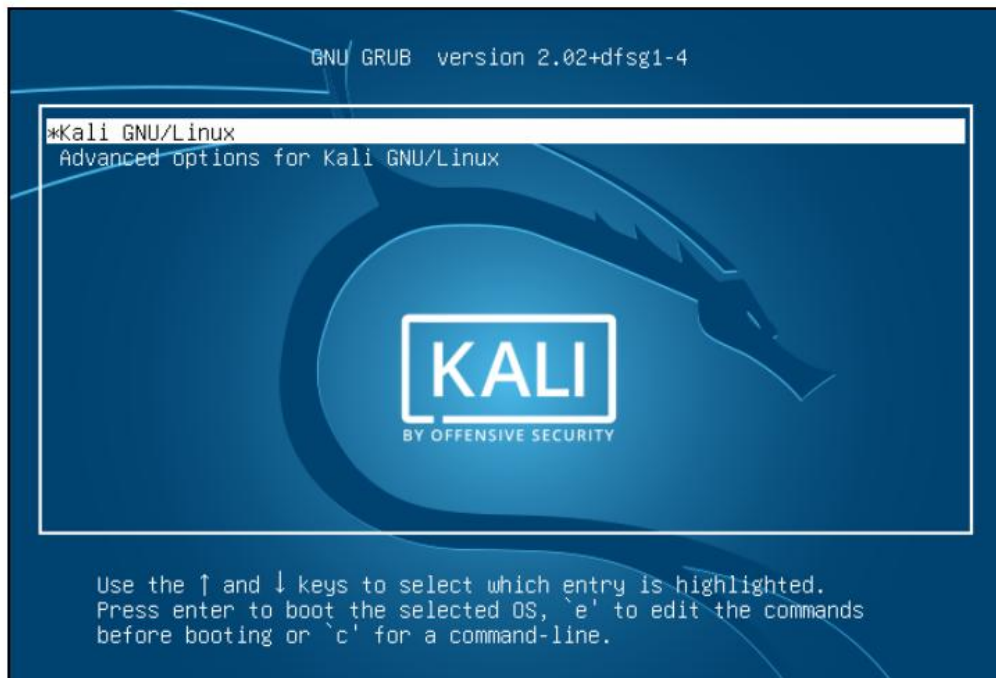 GNU GRUB  version 2.02+dfsg1-4
*Kali GNU/Linux
Advanced options for Kali GNU/Linux
KALI
BY OFFENSIVE SECURITY
Use the ↑ and ↓ keys to select which entry is highlighted.
Press enter to boot the selected OS, `e' to edit the commands
before booting or `c' for a command-line.